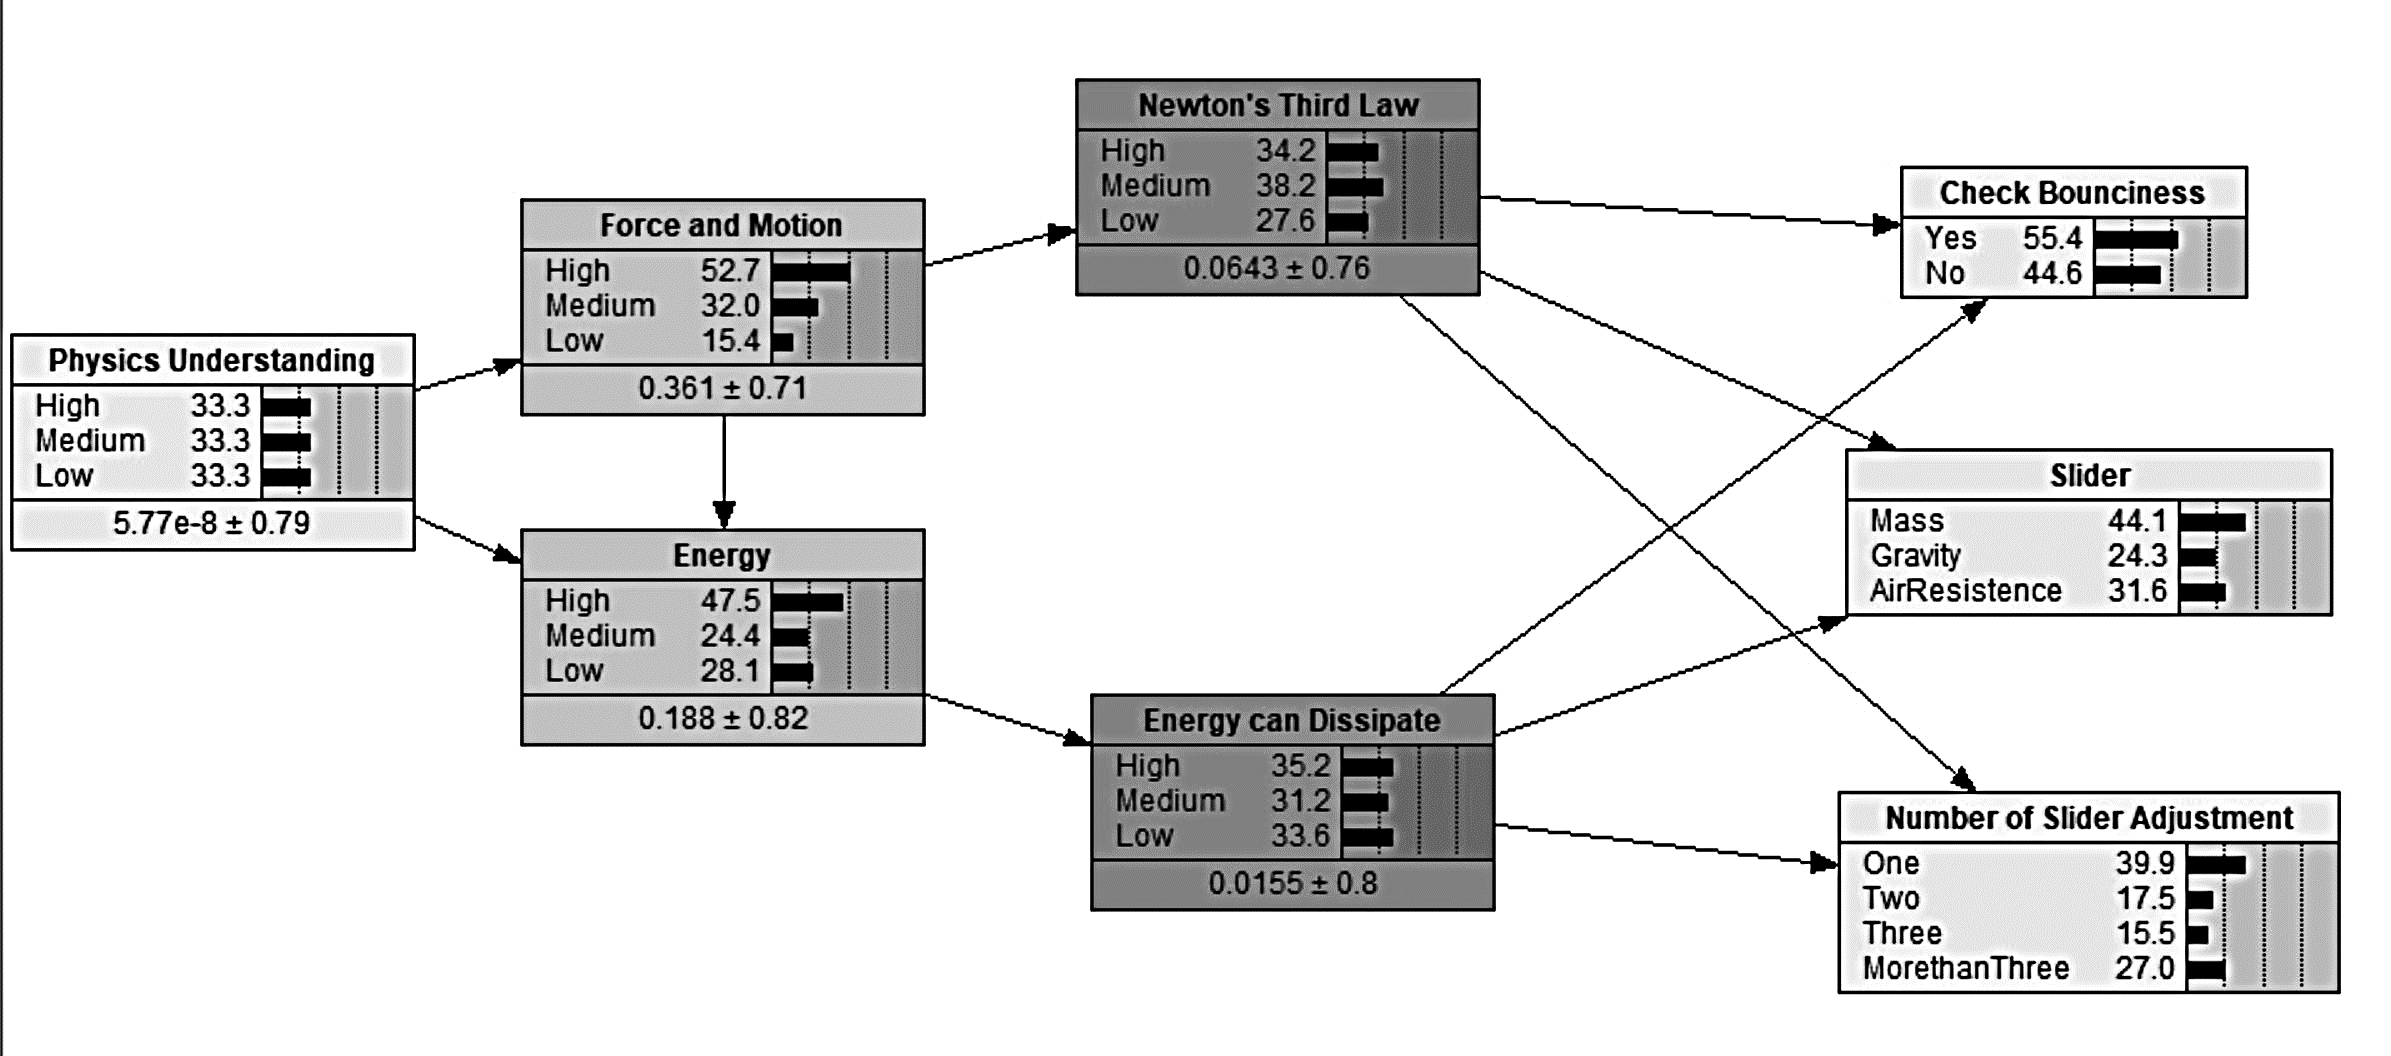 Physics Understanding
High 33.3
Medium 33.3
Low 33.3
5.77e-8 ± 0.79
Force and Motion
High 52.7
Medium 32.0
Low 15.4
0.361 ± 0.71
Energy
High 47.5
Medium 24.4
Low 28.1
0.188 ± 0.82
Newton's Third Law
High 34.2
Medium 38.2
Low 27.6
0.0643 ± 0.76
Energy can Dissipate
High 35.2
Medium 31.2
Low 33.6
0.0155 ± 0.8
Check Bounciness
Yes 55.4
No 44.6
Slider
Mass 44.1
Gravity 24.3
AirResistence 31.6
Number of Slider Adjustment
One 39.9
Two 17.5
Three 15.5
MorethanThree 27.0